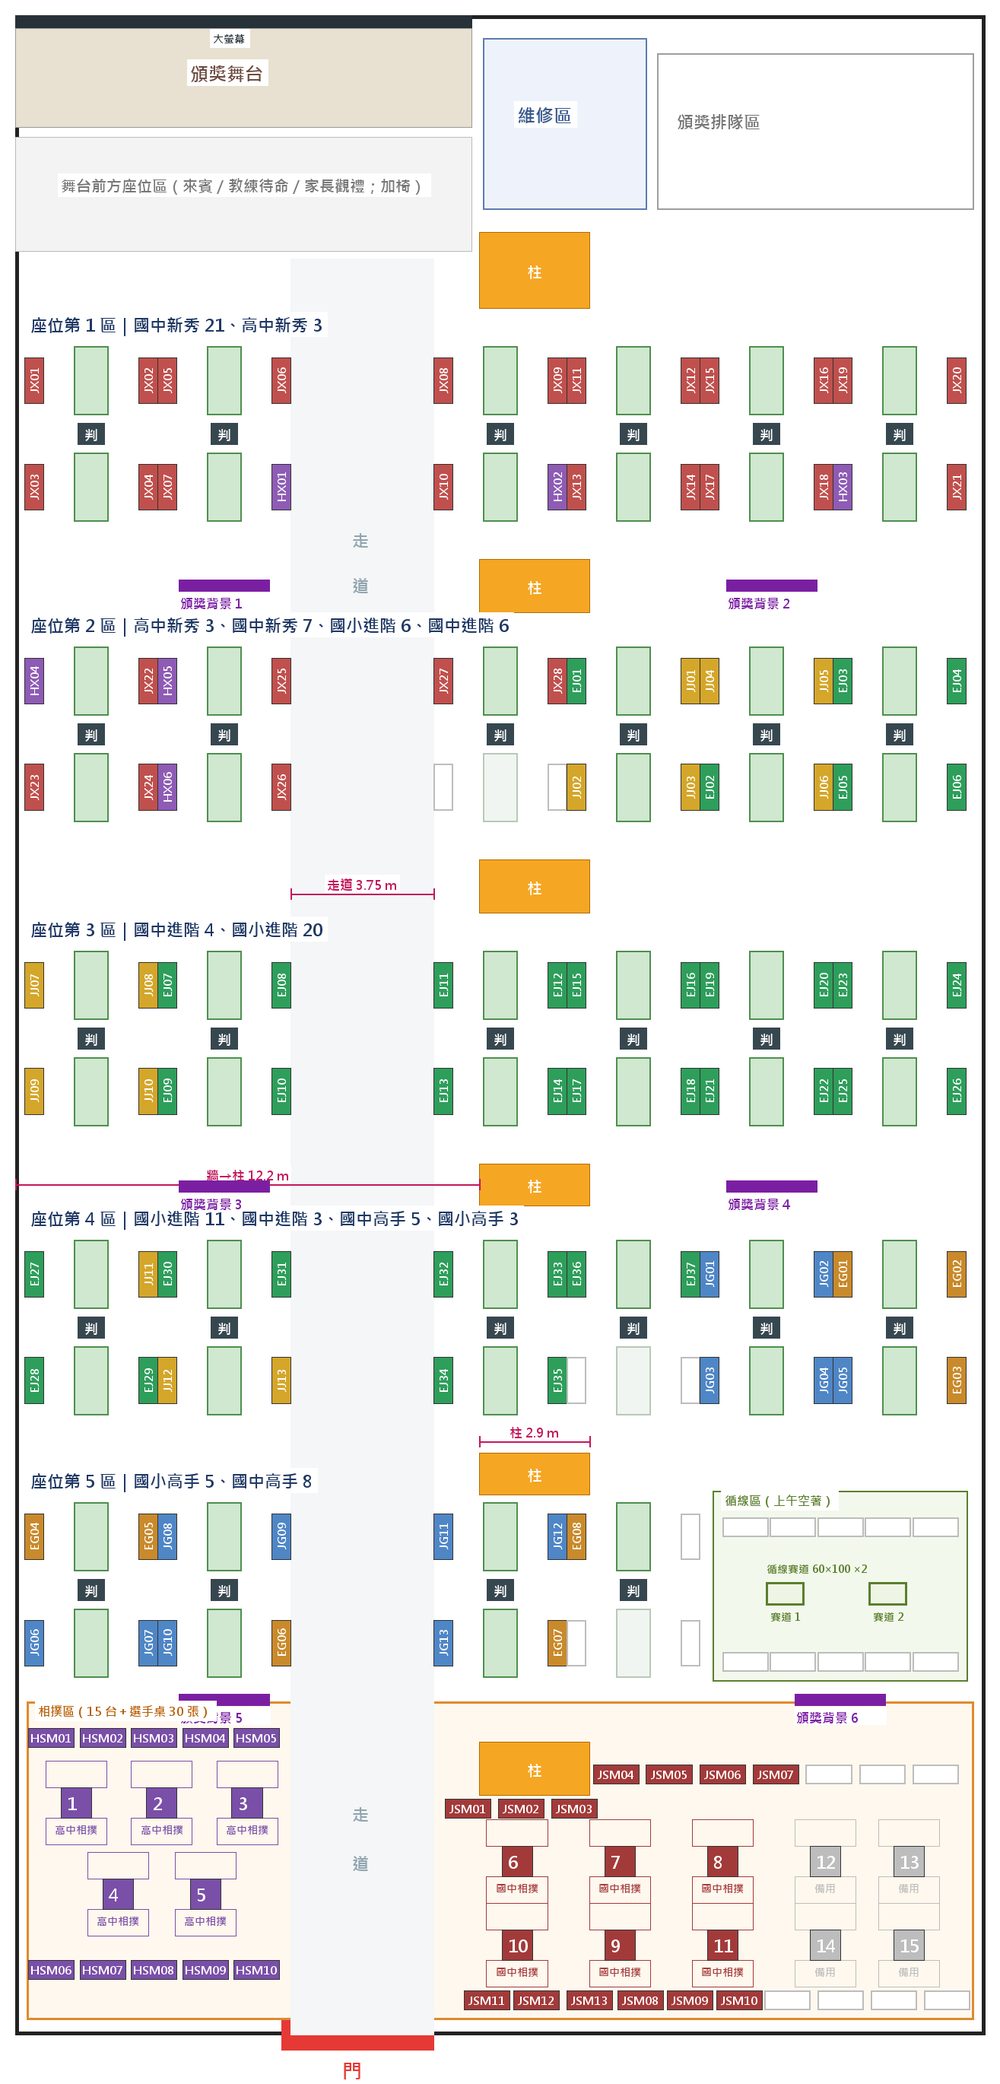 大螢幕
頒獎舞台
維修區
頒獎排隊區
舞台前方座位區（來賓 / 教練待命 / 家長觀禮；加椅）
柱
座位第 1 區｜國中新秀 21、高中新秀 3
JX01 JX02 JX05 JX06 JX08 JX09 JX11 JX12 JX15 JX16 JX19 JX20
判 判 判 判 判 判
JX03 JX04 JX07 HX01 JX10 HX02 JX13 JX14 JX17 JX18 HX03 JX21
走
道
柱
頒獎背景 1 頒獎背景 2
座位第 2 區｜高中新秀 3、國中新秀 7、國小進階 6、國中進階 6
HX04 JX22 HX05 JX25 JX27 JX28 EJ01 JJ01 JJ04 JJ05 EJ03 EJ04
判 判 判 判 判 判
JX23 JX24 HX06 JX26 JJ02 JJ03 EJ02 JJ06 EJ05 EJ06
走道 3.75 m
柱
座位第 3 區｜國中進階 4、國小進階 20
JJ07 JJ08 EJ07 EJ08 EJ11 EJ12 EJ15 EJ16 EJ19 EJ20 EJ23 EJ24
判 判 判 判 判 判
JJ09 JJ10 EJ09 EJ10 EJ13 EJ14 EJ17 EJ18 EJ21 EJ22 EJ25 EJ26
牆→柱 12.2 m
柱
頒獎背景 3 頒獎背景 4
座位第 4 區｜國小進階 11、國中進階 3、國中高手 5、國小高手 3
EJ27 JJ11 EJ30 EJ31 EJ32 EJ33 EJ36 EJ37 JG01 JG02 EG01 EG02
判 判 判 判 判 判
EJ28 EJ29 JJ12 JJ13 EJ34 EJ35 JG03 JG04 JG05 EG03
柱 2.9 m
柱
座位第 5 區｜國小高手 5、國中高手 8
循線區（上午空著）
EG04 EG05 JG08 JG09 JG11 JG12 EG08
循線賽道 60×100 ×2
判 判 判 判
賽道 1 賽道 2
JG06 JG07 JG10 EG06 JG13 EG07
相撲區（15 台＋選手桌 30 張）
頒獎背景 5 頒獎背景 6
HSM01 HSM02 HSM03 HSM04 HSM05
柱
JSM04 JSM05 JSM06 JSM07
1 2 3
JSM01 JSM02 JSM03
高中相撲 高中相撲 高中相撲
走
道
6 7 8 12 13
國中相撲 國中相撲 國中相撲 備用 備用
4 5
高中相撲 高中相撲
10 9 11 14 15
國中相撲 國中相撲 國中相撲 備用 備用
HSM06 HSM07 HSM08 HSM09 HSM10
JSM11 JSM12 JSM13 JSM08 JSM09 JSM10
門